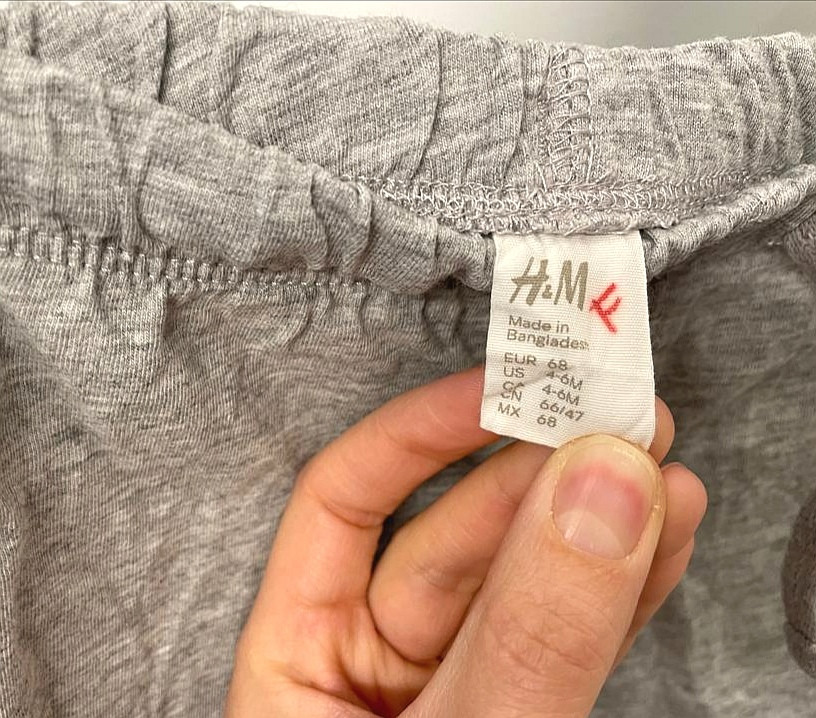 H&M F
Made in
Bangladesh
EUR 68
US 4-6M
CA 4-6M
CN 66/47
MX 68